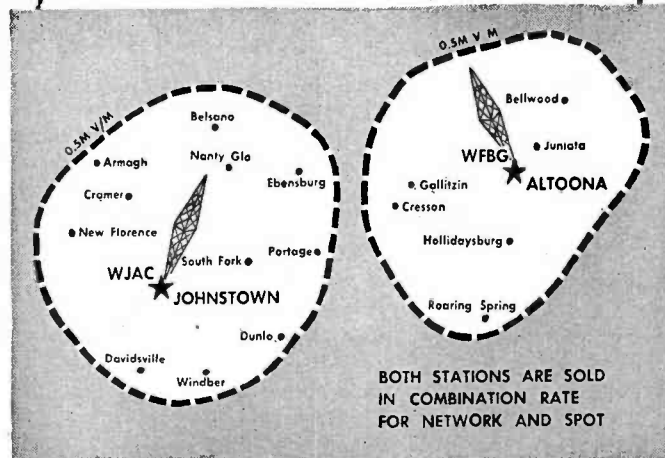 0.5M V/M
Belsano
Armagh
Nanty Glo
Cramer
Ebensburg
New Florence
South Fork
Portage
WJAC
JOHNSTOWN
Dunlo
Davidsville
Windber
0.5M V M
Bellwood
WFBG
Juniata
ALTOONA
Gallitzin
Cresson
Hollidaysburg
Roaring Spring
BOTH STATIONS ARE SOLD
IN COMBINATION RATE
FOR NETWORK AND SPOT